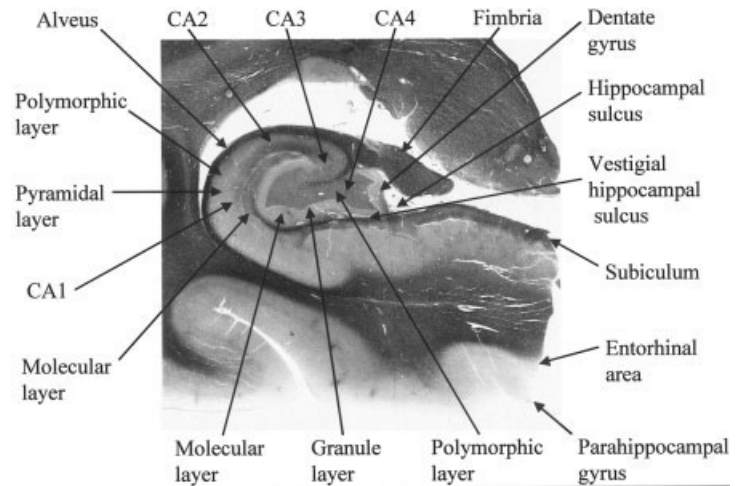 Alveus
CA2
CA3
CA4
Fimbria
Dentate
gyrus
Hippocampal
sulcus
Polymorphic
layer
Vestigial
hippocampal
sulcus
Pyramidal
layer
CA1
Subiculum
Molecular
layer
Entorhinal
area
Molecular
layer
Granule
layer
Polymorphic
layer
Parahippocampal
gyrus